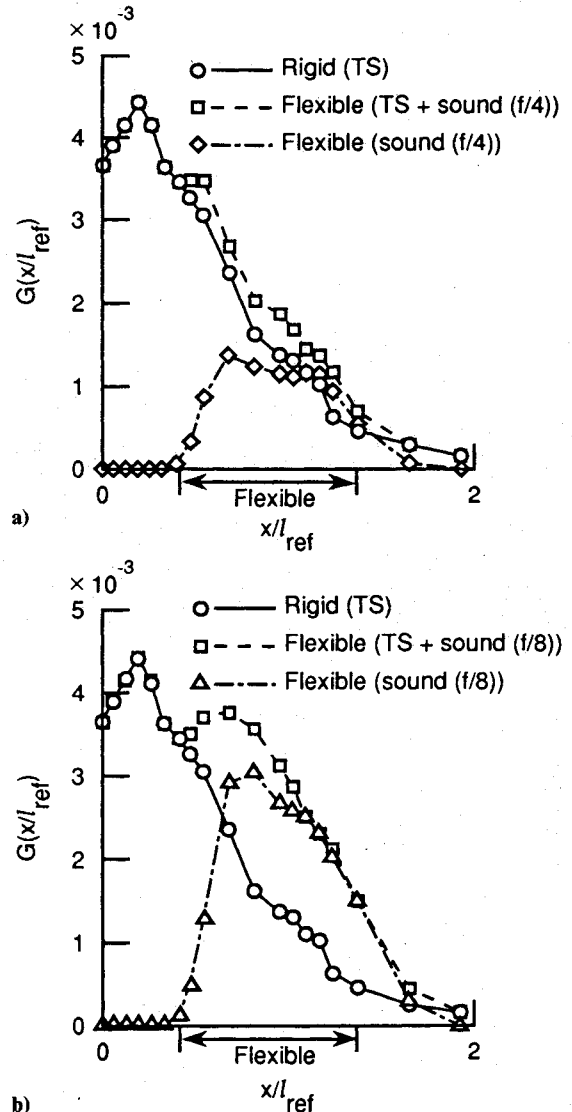 × 10⁻³
5
4
3
2
1
0
G(x/l_ref)
Rigid (TS)
Flexible (TS + sound (f/4))
Flexible (sound (f/4))
0
2
Flexible
x/l_ref
a)
× 10⁻³
5
4
3
2
1
0
G(x/l_ref)
Rigid (TS)
Flexible (TS + sound (f/8))
Flexible (sound (f/8))
0
2
Flexible
x/l_ref
b)